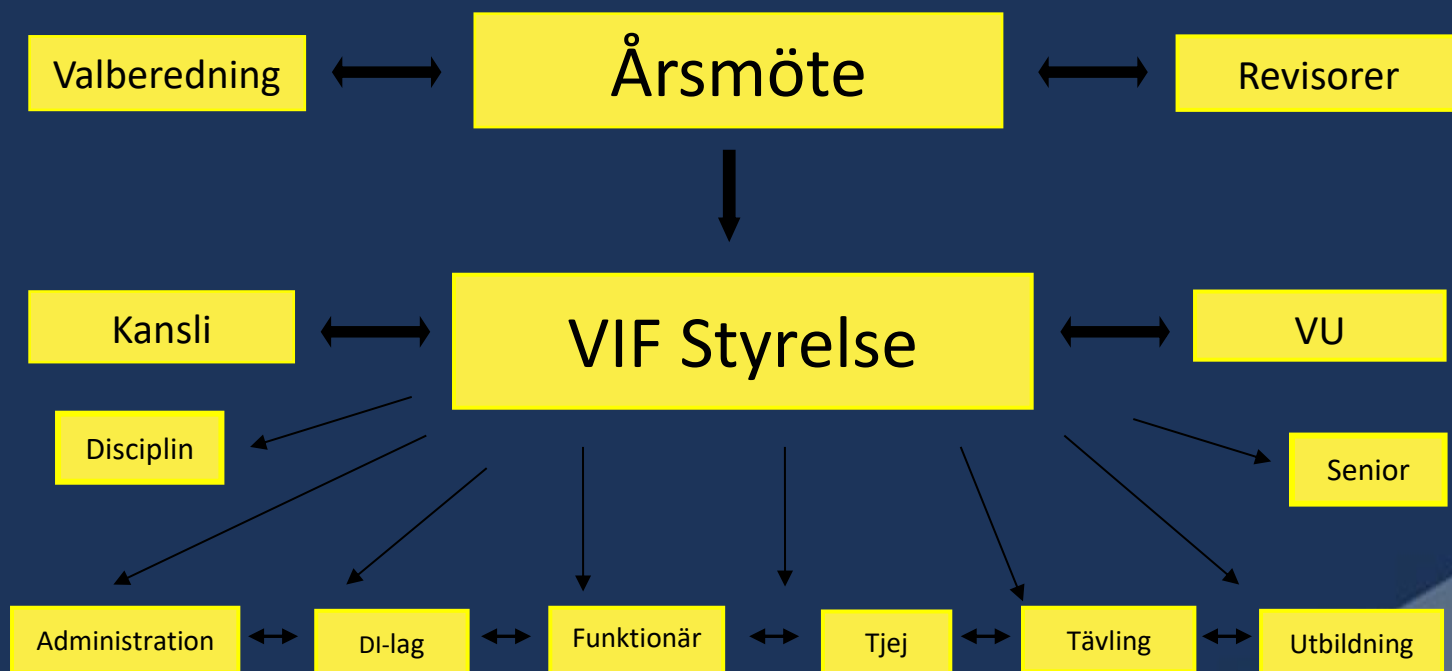 Valberedning
Årsmöte
Revisorer
Kansli
VIF Styrelse
VU
Disciplin
Senior
Administration
DI-lag
Funktionär
Tjej
Tävling
Utbildning